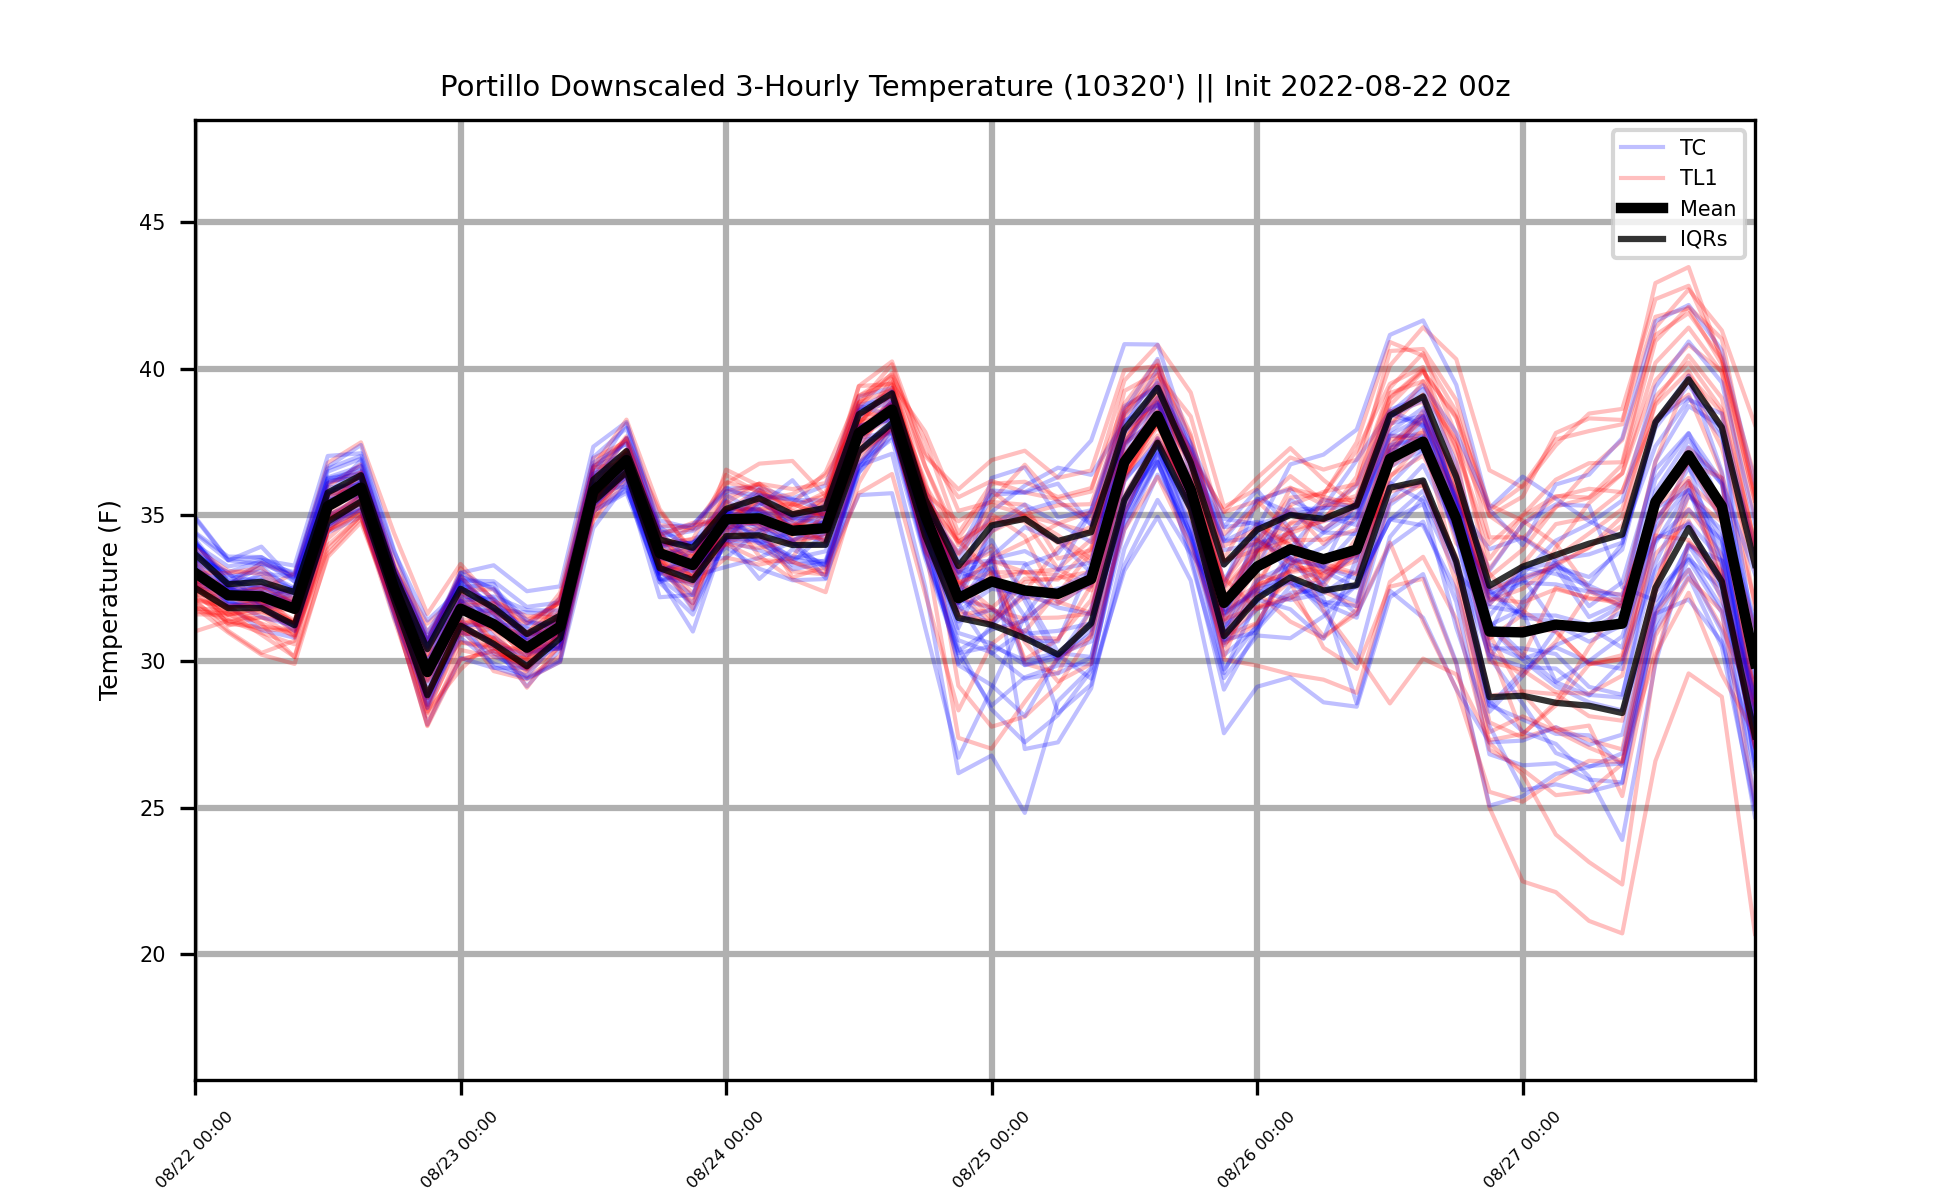 Portillo Downscaled 3-Hourly Temperature (10320') || Init 2022-08-22 00z
TC
TL1
Mean
IQRs
Temperature (F)
45
40
35
30
25
20
08/22 00:00
08/23 00:00
08/24 00:00
08/25 00:00
08/26 00:00
08/27 00:00